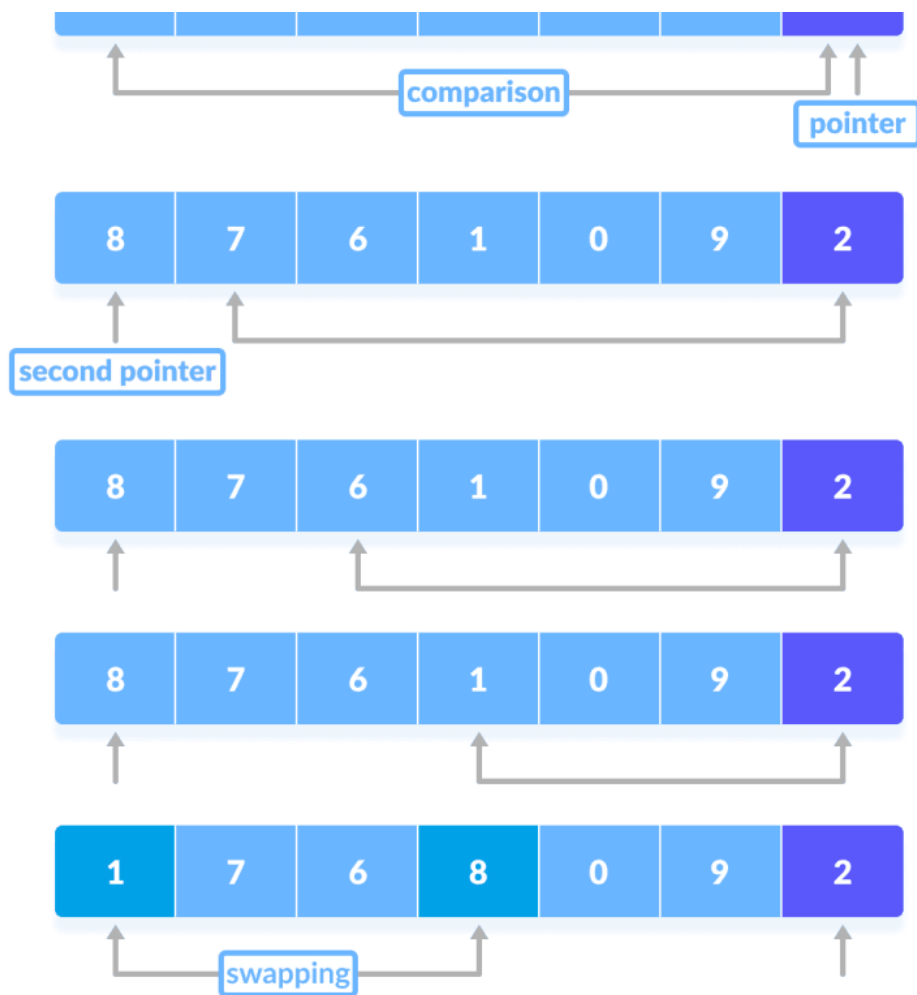 comparison
pointer
8 7 6 1 0 9 2
second pointer
8 7 6 1 0 9 2
8 7 6 1 0 9 2
1 7 6 8 0 9 2
swapping